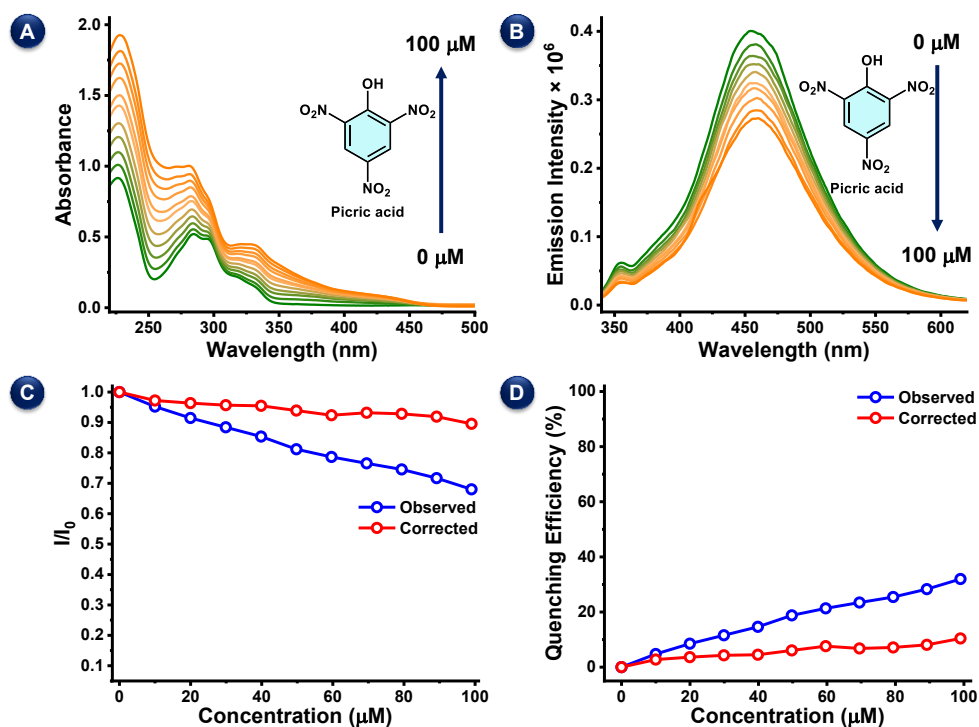 A
2.0
1.5
1.0
0.5
0.0
250
300
350
400
450
500
Absorbance
Wavelength (nm)
100 µM
0 µM
OH
O₂N
NO₂
NO₂
Picric acid
B
0.4
0.3
0.2
0.1
0.0
350
400
450
500
550
600
Emission Intensity × 10⁶
Wavelength (nm)
0 µM
100 µM
OH
O₂N
NO₂
NO₂
Picric acid
C
1.0
0.9
0.8
0.7
0.6
0.5
0.4
0.3
0.2
0.1
0
20
40
60
80
100
I/I₀
Concentration (µM)
Observed
Corrected
D
100
80
60
40
20
0
0
20
40
60
80
100
Quenching Efficiency (%)
Concentration (µM)
Observed
Corrected